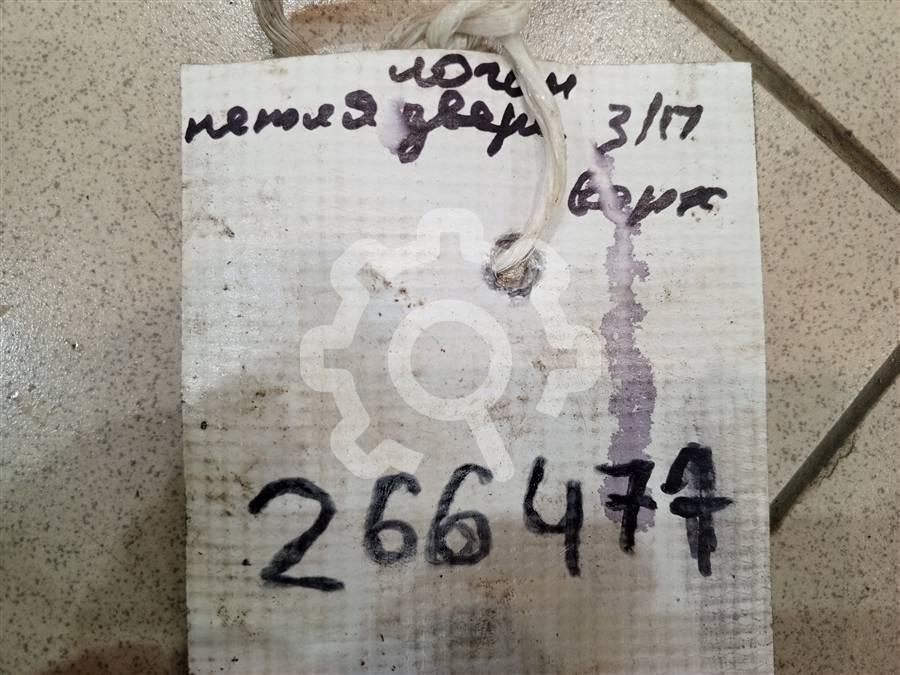 логан
петля двери з/п
верх
266477